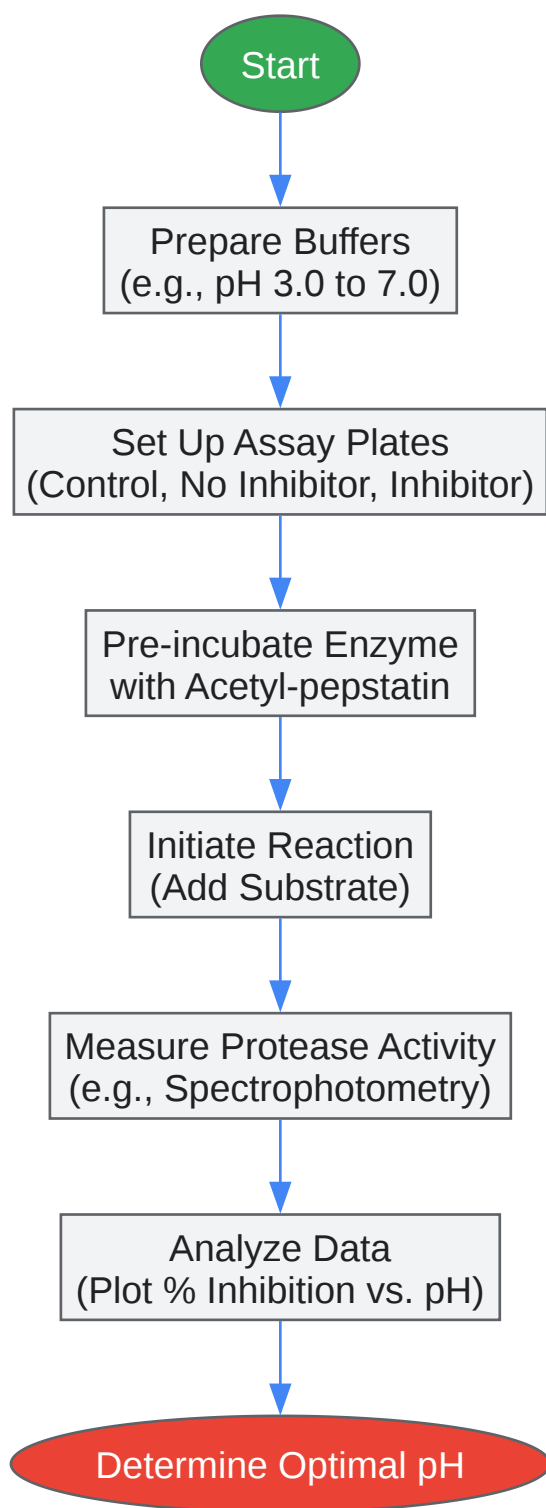 Start
Prepare Buffers
(e.g., pH 3.0 to 7.0)
Set Up Assay Plates
(Control, No Inhibitor, Inhibitor)
Pre-incubate Enzyme
with Acetyl-pepstatin
Initiate Reaction
(Add Substrate)
Measure Protease Activity
(e.g., Spectrophotometry)
Analyze Data
(Plot % Inhibition vs. pH)
Determine Optimal pH